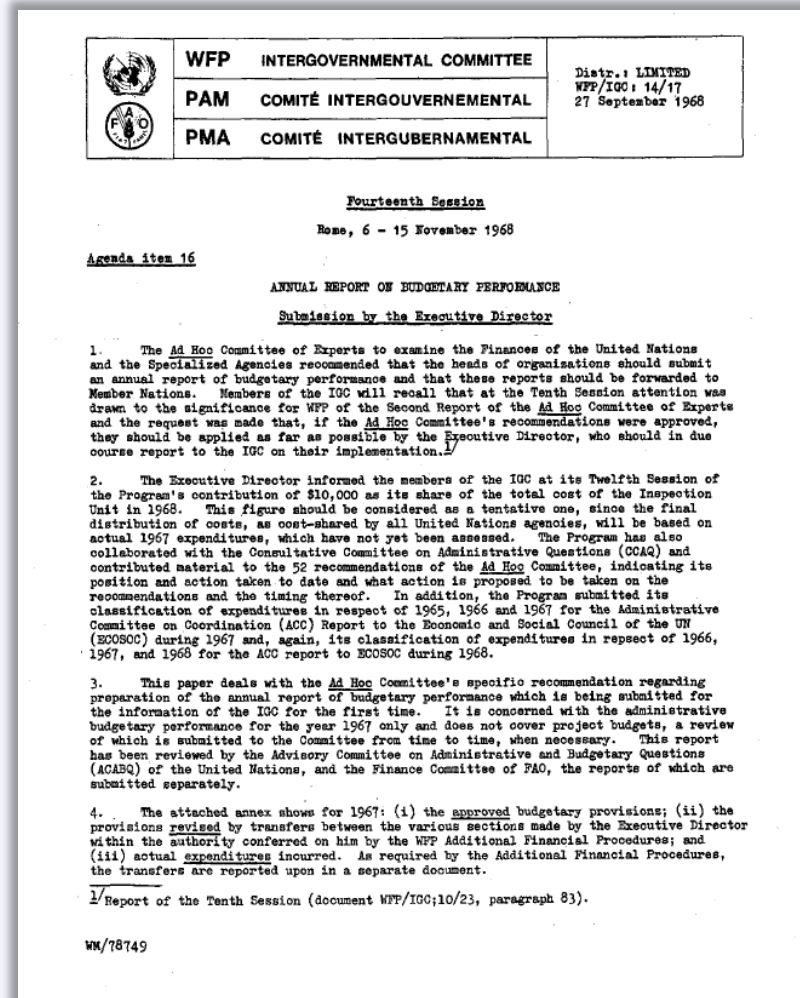 WFP INTERGOVERNMENTAL COMMITTEE
PAM COMITÉ INTERGOUVERNEMENTAL
PMA COMITÉ INTERGUBERNAMENTAL
FAO
FIAT PANIS
Distr.: LIMITED
WFP/IGC: 14/17
27 September 1968
Fourteenth Session
Rome, 6 - 15 November 1968
Agenda item 16
ANNUAL REPORT ON BUDGETARY PERFORMANCE
Submission by the Executive Director
1. The Ad Hoc Committee of Experts to examine the Finances of the United Nations
and the Specialized Agencies recommended that the heads of organizations should submit
an annual report of budgetary performance and that these reports should be forwarded to
Member Nations. Members of the IGC will recall that at the Tenth Session attention was
drawn to the significance for WFP of the Second Report of the Ad Hoc Committee of Experts
and the request was made that, if the Ad Hoc Committee's recommendations were approved,
they should be applied as far as possible by the Executive Director, who should in due
course report to the IGC on their implementation.1/
2. The Executive Director informed the members of the IGC at its Twelfth Session of
the Program's contribution of $10,000 as its share of the total cost of the Inspection
Unit in 1968. This figure should be considered as a tentative one, since the final
distribution of costs, as cost-shared by all United Nations agencies, will be based on
actual 1967 expenditures, which have not yet been assessed. The Program has also
collaborated with the Consultative Committee on Administrative Questions (CCAQ) and
contributed material to the 52 recommendations of the Ad Hoc Committee, indicating its
position and action taken to date and what action is proposed to be taken on the
recommendations and the timing thereof. In addition, the Program submitted its
classification of expenditures in respect of 1965, 1966 and 1967 for the Administrative
Committee on Coordination (ACC) Report to the Economic and Social Council of the UN
(ECOSOC) during 1967 and, again, its classification of expenditures in repsect of 1966,
1967, and 1968 for the ACC report to ECOSOC during 1968.
3. This paper deals with the Ad Hoc Committee's specific recommendation regarding
preparation of the annual report of budgetary performance which is being submitted for
the information of the IGC for the first time. It is concerned with the administrative
budgetary performance for the year 1967 only and does not cover project budgets, a review
of which is submitted to the Committee from time to time, when necessary. This report
has been reviewed by the Advisory Committee on Administrative and Budgetary Questions
(ACABQ) of the United Nations, and the Finance Committee of FAO, the reports of which are
submitted separately.
4. The attached annex shows for 1967: (i) the approved budgetary provisions; (ii) the
provisions revised by transfers between the various sections made by the Executive Director
within the authority conferred on him by the WFP Additional Financial Procedures; and
(iii) actual expenditures incurred. As required by the Additional Financial Procedures,
the transfers are reported upon in a separate document.
1/Report of the Tenth Session (document WFP/IGC;10/23, paragraph 83).
WM/78749